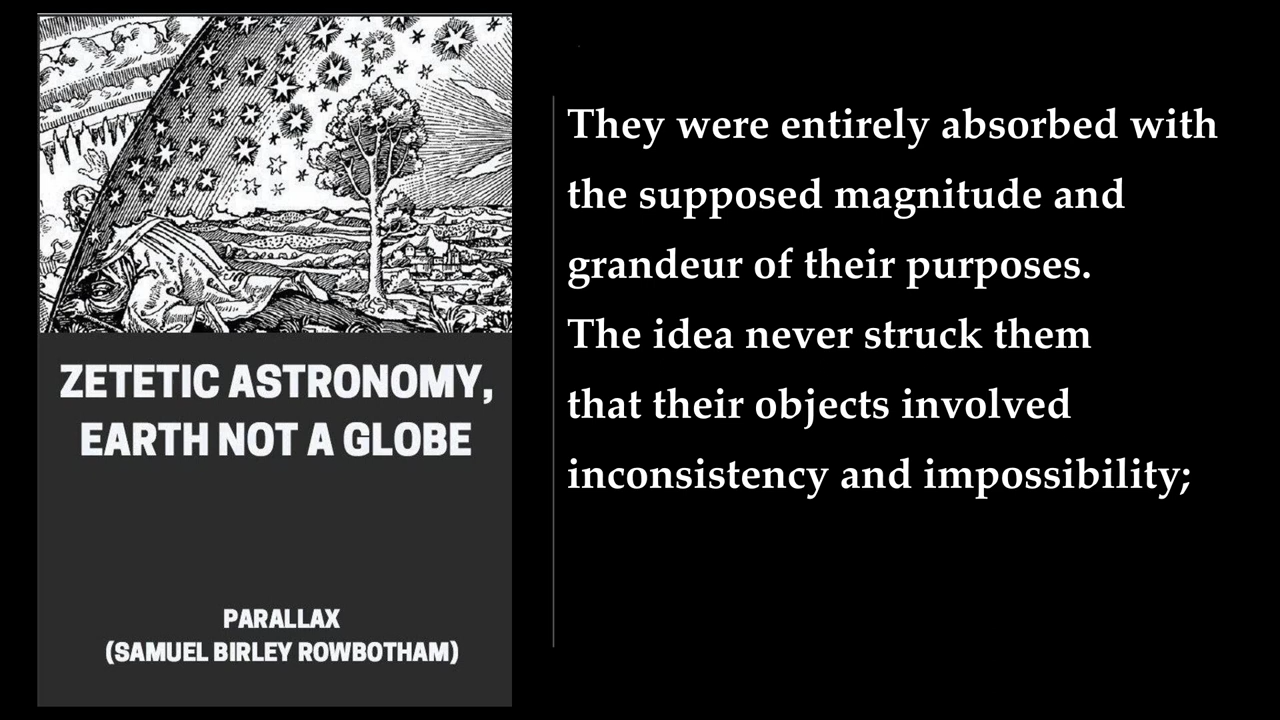 ZETETIC ASTRONOMY,
EARTH NOT A GLOBE
PARALLAX
(SAMUEL BIRLEY ROWBOTHAM)
They were entirely absorbed with
the supposed magnitude and
grandeur of their purposes.
The idea never struck them
that their objects involved
inconsistency and impossibility;